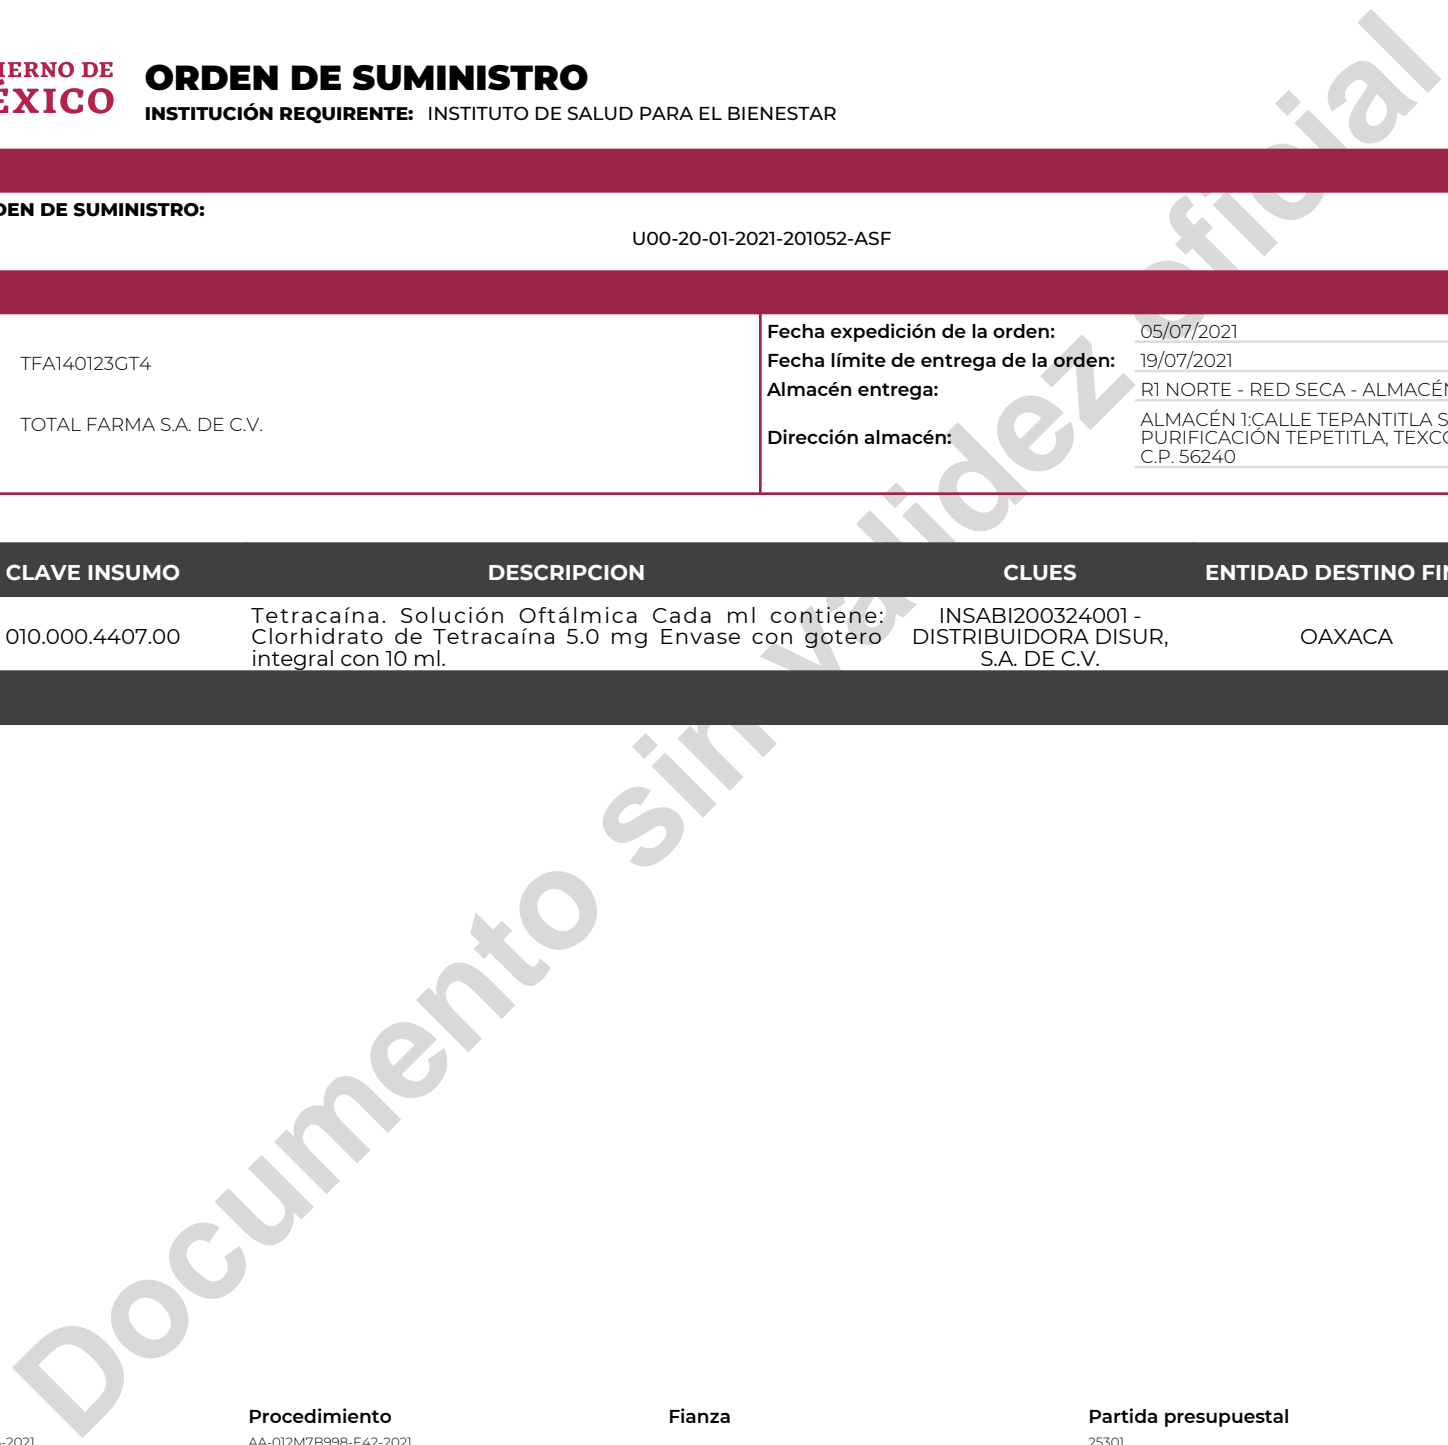 IERNO DE
ÉXICO
ORDEN DE SUMINISTRO
INSTITUCIÓN REQUIRENTE: INSTITUTO DE SALUD PARA EL BIENESTAR
DEN DE SUMINISTRO:
U00-20-01-2021-201052-ASF
TFA140123GT4
TOTAL FARMA S.A. DE C.V.
Fecha expedición de la orden: 05/07/2021
Fecha límite de entrega de la orden: 19/07/2021
Almacén entrega: R1 NORTE - RED SECA - ALMACÉN
Dirección almacén: ALMACÉN 1:CALLE TEPANTITLA S
PURIFICACIÓN TEPETITLA, TEXCO
C.P. 56240
CLAVE INSUMO DESCRIPCION CLUES ENTIDAD DESTINO FIN
010.000.4407.00
Tetracaína. Solución Oftálmica Cada ml contiene:
Clorhidrato de Tetracaína 5.0 mg Envase con gotero
integral con 10 ml.
INSABI200324001 -
DISTRIBUIDORA DISUR,
S.A. DE C.V.
OAXACA
Documento sin validez oficial
Procedimiento Fianza Partida presupuestal
-2021 AA-012M7B998-E42-2021 25301